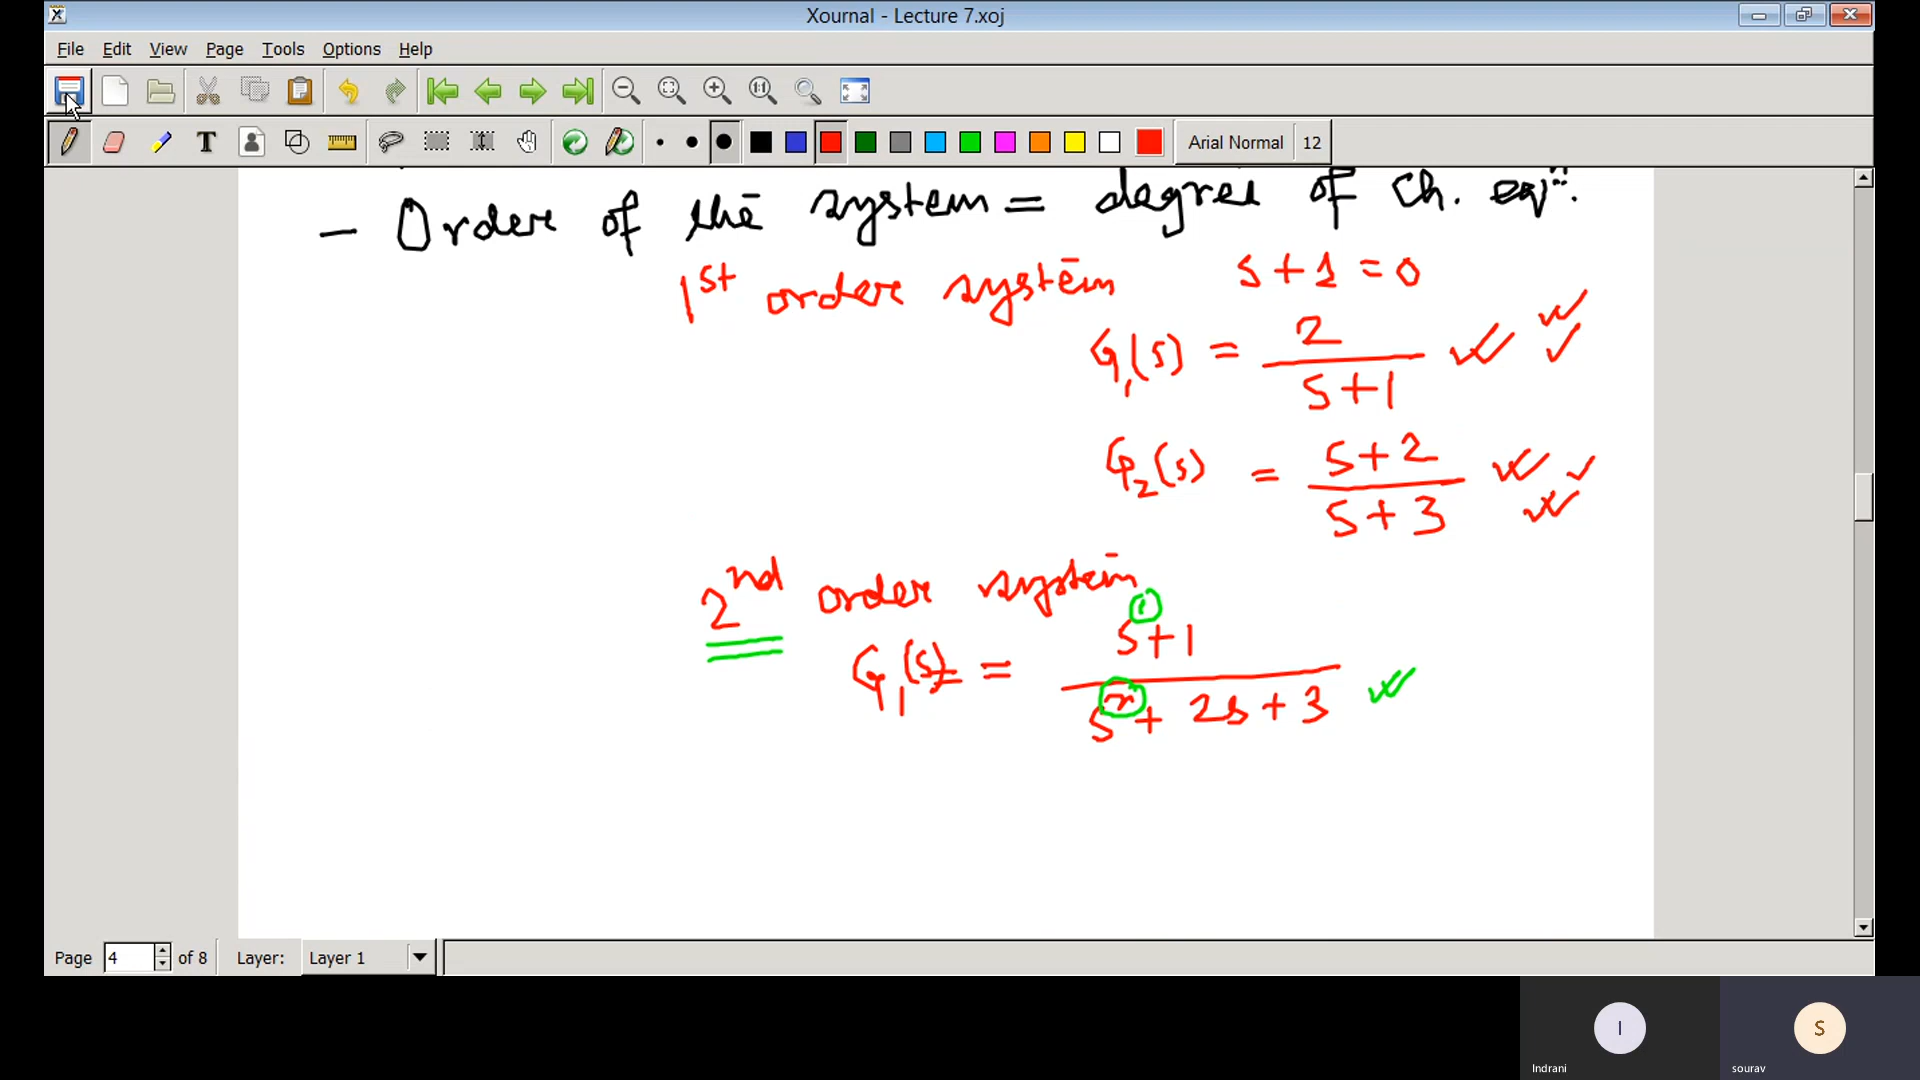 Xournal - Lecture 7.xoj
File Edit View Page Tools Options Help
Arial Normal 12
- Order of the system = degree of Ch. eqⁿ.
1st order system s+1=0
G₁(s) = 2/(s+1)
G₂(s) = (s+2)/(s+3)
2nd order system
G₁(s) = (s¹+1)/(s²+2s+3)
Page 4 of 8 Layer: Layer 1
I S
Indrani sourav